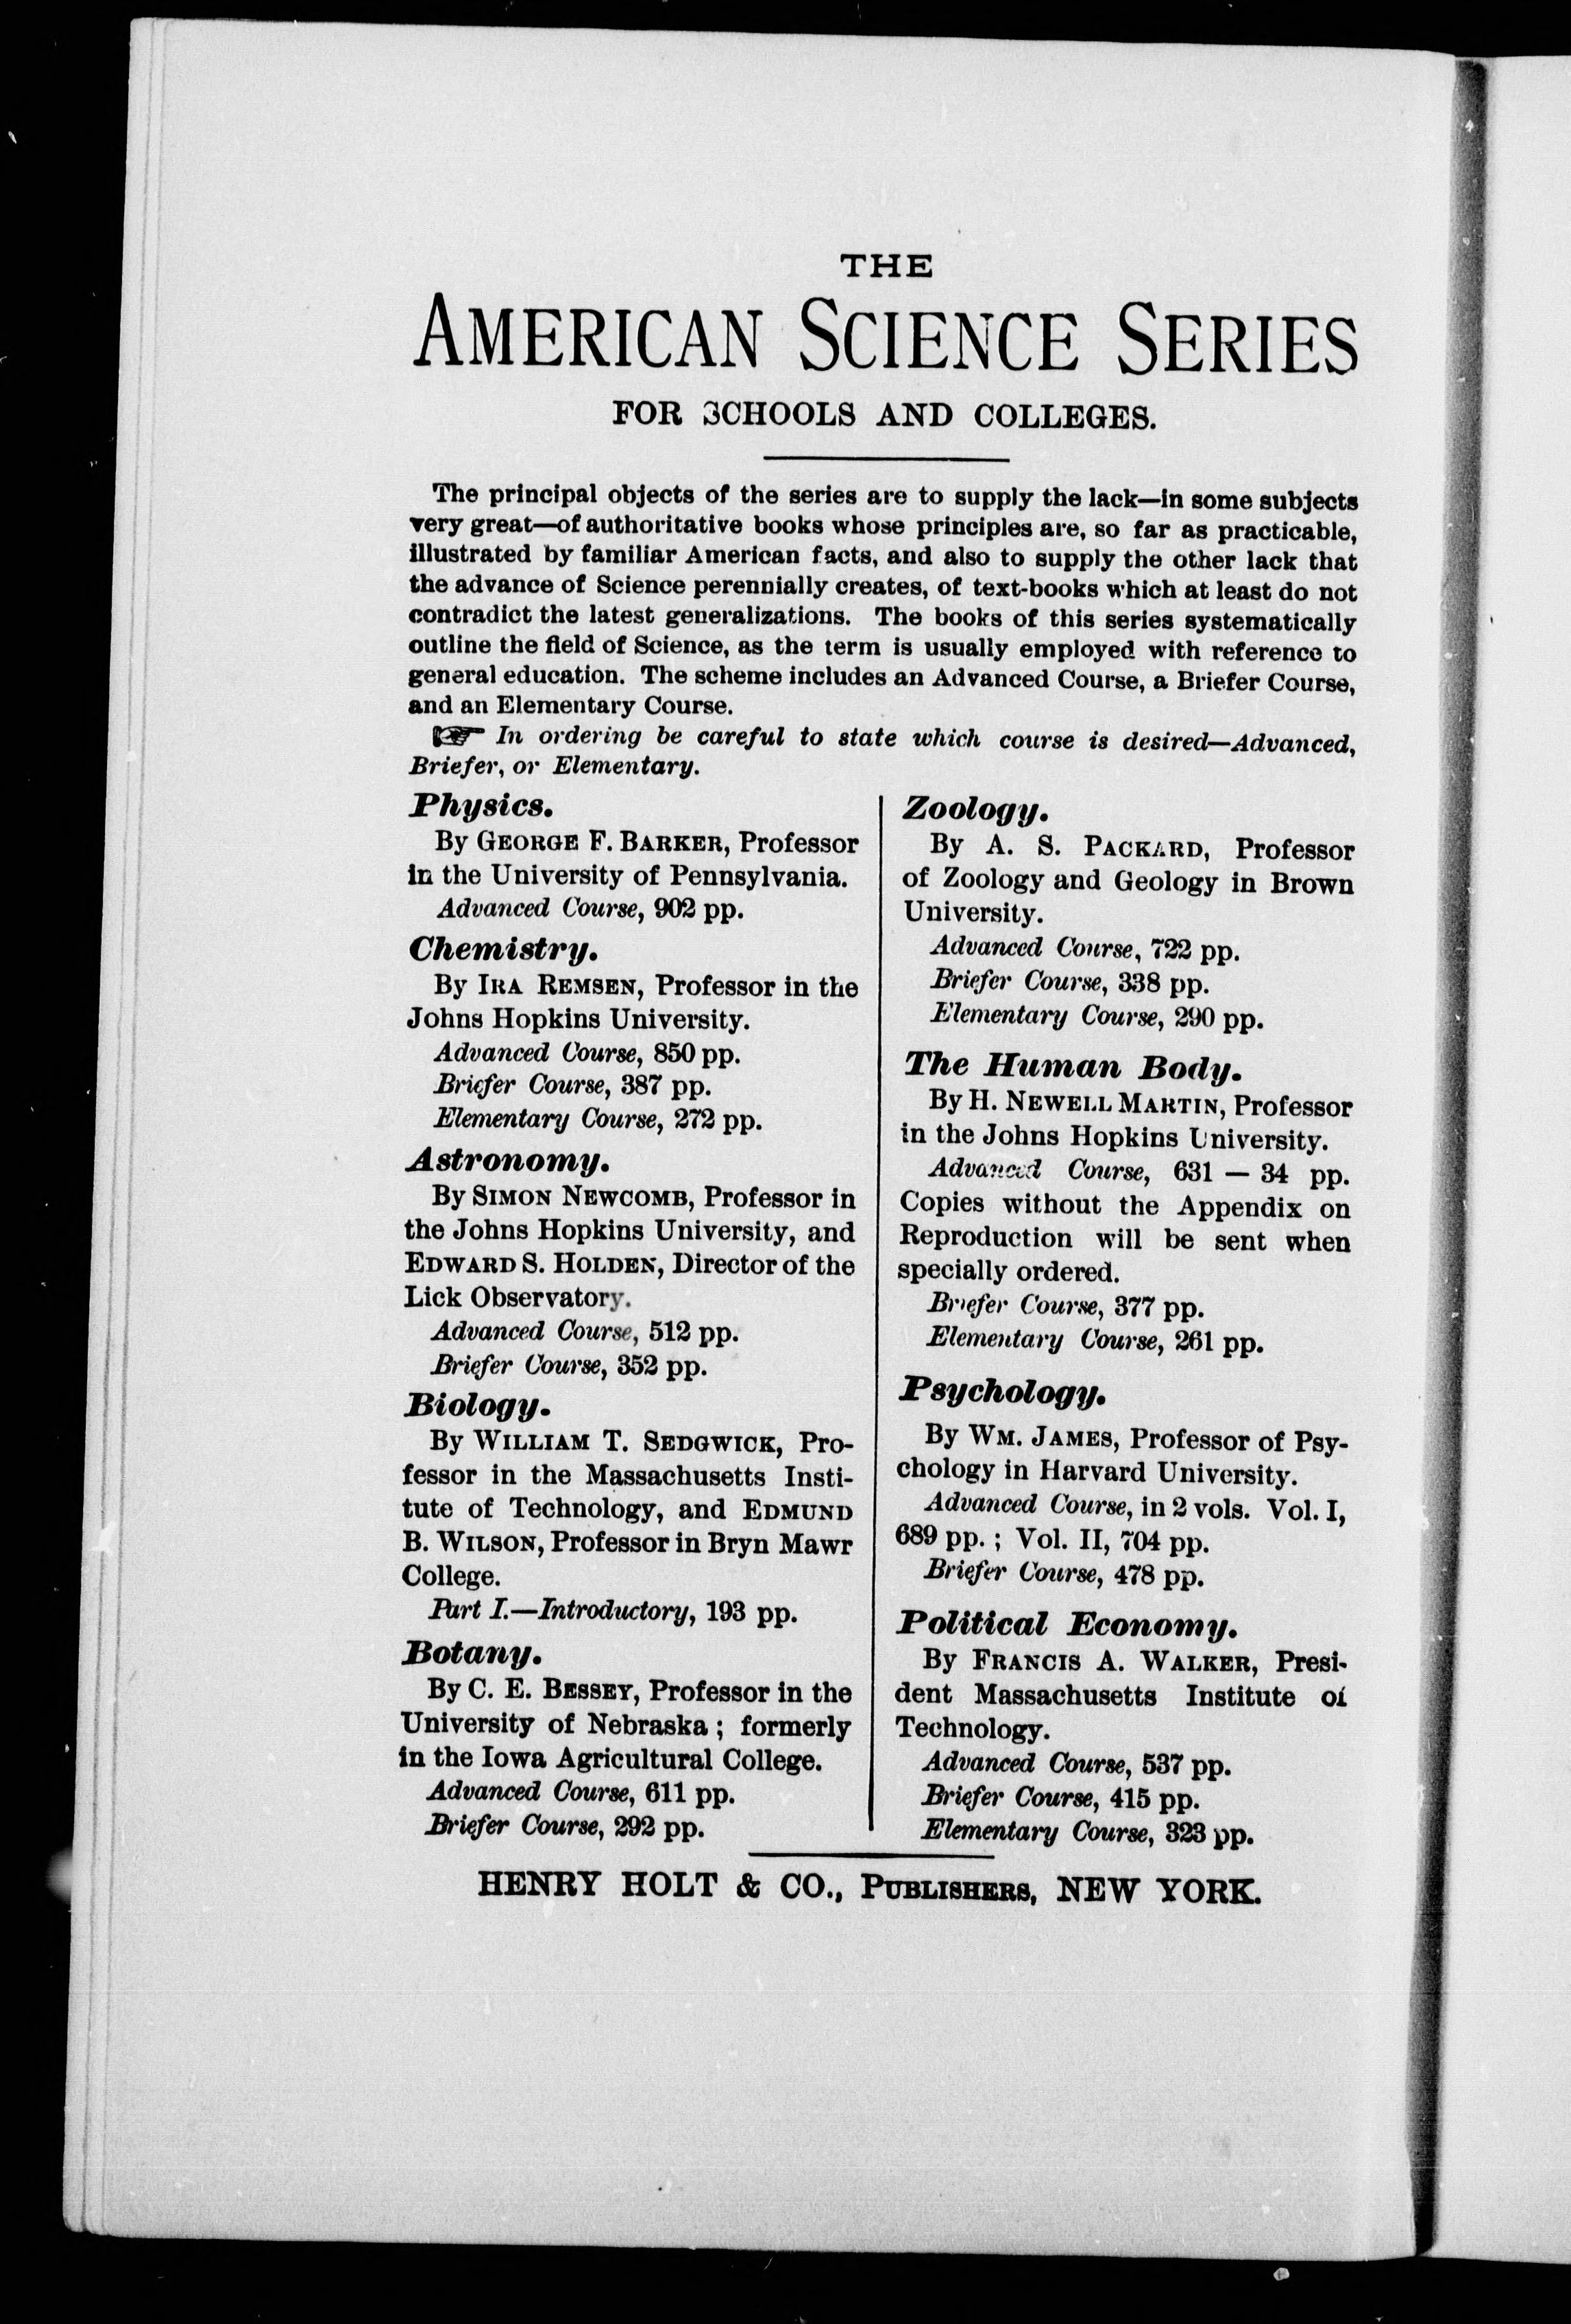 THE
AMERICAN SCIENCE SERIES
FOR SCHOOLS AND COLLEGES.
The principal objects of the series are to supply the lack—in some subjects
very great—of authoritative books whose principles are, so far as practicable,
illustrated by familiar American facts, and also to supply the other lack that
the advance of Science perennially creates, of text-books which at least do not
contradict the latest generalizations. The books of this series systematically
outline the field of Science, as the term is usually employed with reference to
general education. The scheme includes an Advanced Course, a Briefer Course,
and an Elementary Course.
☞ In ordering be careful to state which course is desired—Advanced,
Briefer, or Elementary.
Physics.
By GEORGE F. BARKER, Professor
in the University of Pennsylvania.
Advanced Course, 902 pp.
Chemistry.
By IRA REMSEN, Professor in the
Johns Hopkins University.
Advanced Course, 850 pp.
Briefer Course, 387 pp.
Elementary Course, 272 pp.
Astronomy.
By SIMON NEWCOMB, Professor in
the Johns Hopkins University, and
EDWARD S. HOLDEN, Director of the
Lick Observatory.
Advanced Course, 512 pp.
Briefer Course, 352 pp.
Biology.
By WILLIAM T. SEDGWICK, Pro-
fessor in the Massachusetts Insti-
tute of Technology, and EDMUND
B. WILSON, Professor in Bryn Mawr
College.
Part I.—Introductory, 193 pp.
Botany.
By C. E. BESSEY, Professor in the
University of Nebraska; formerly
in the Iowa Agricultural College.
Advanced Course, 611 pp.
Briefer Course, 292 pp.
Zoology.
By A. S. PACKARD, Professor
of Zoology and Geology in Brown
University.
Advanced Course, 722 pp.
Briefer Course, 338 pp.
Elementary Course, 290 pp.
The Human Body.
By H. NEWELL MARTIN, Professor
in the Johns Hopkins University.
Advanced Course, 631 — 34 pp.
Copies without the Appendix on
Reproduction will be sent when
specially ordered.
Briefer Course, 377 pp.
Elementary Course, 261 pp.
Psychology.
By WM. JAMES, Professor of Psy-
chology in Harvard University.
Advanced Course, in 2 vols. Vol. I,
689 pp.; Vol. II, 704 pp.
Briefer Course, 478 pp.
Political Economy.
By FRANCIS A. WALKER, Presi-
dent Massachusetts Institute of
Technology.
Advanced Course, 537 pp.
Briefer Course, 415 pp.
Elementary Course, 323 pp.
HENRY HOLT & CO., PUBLISHERS, NEW YORK.